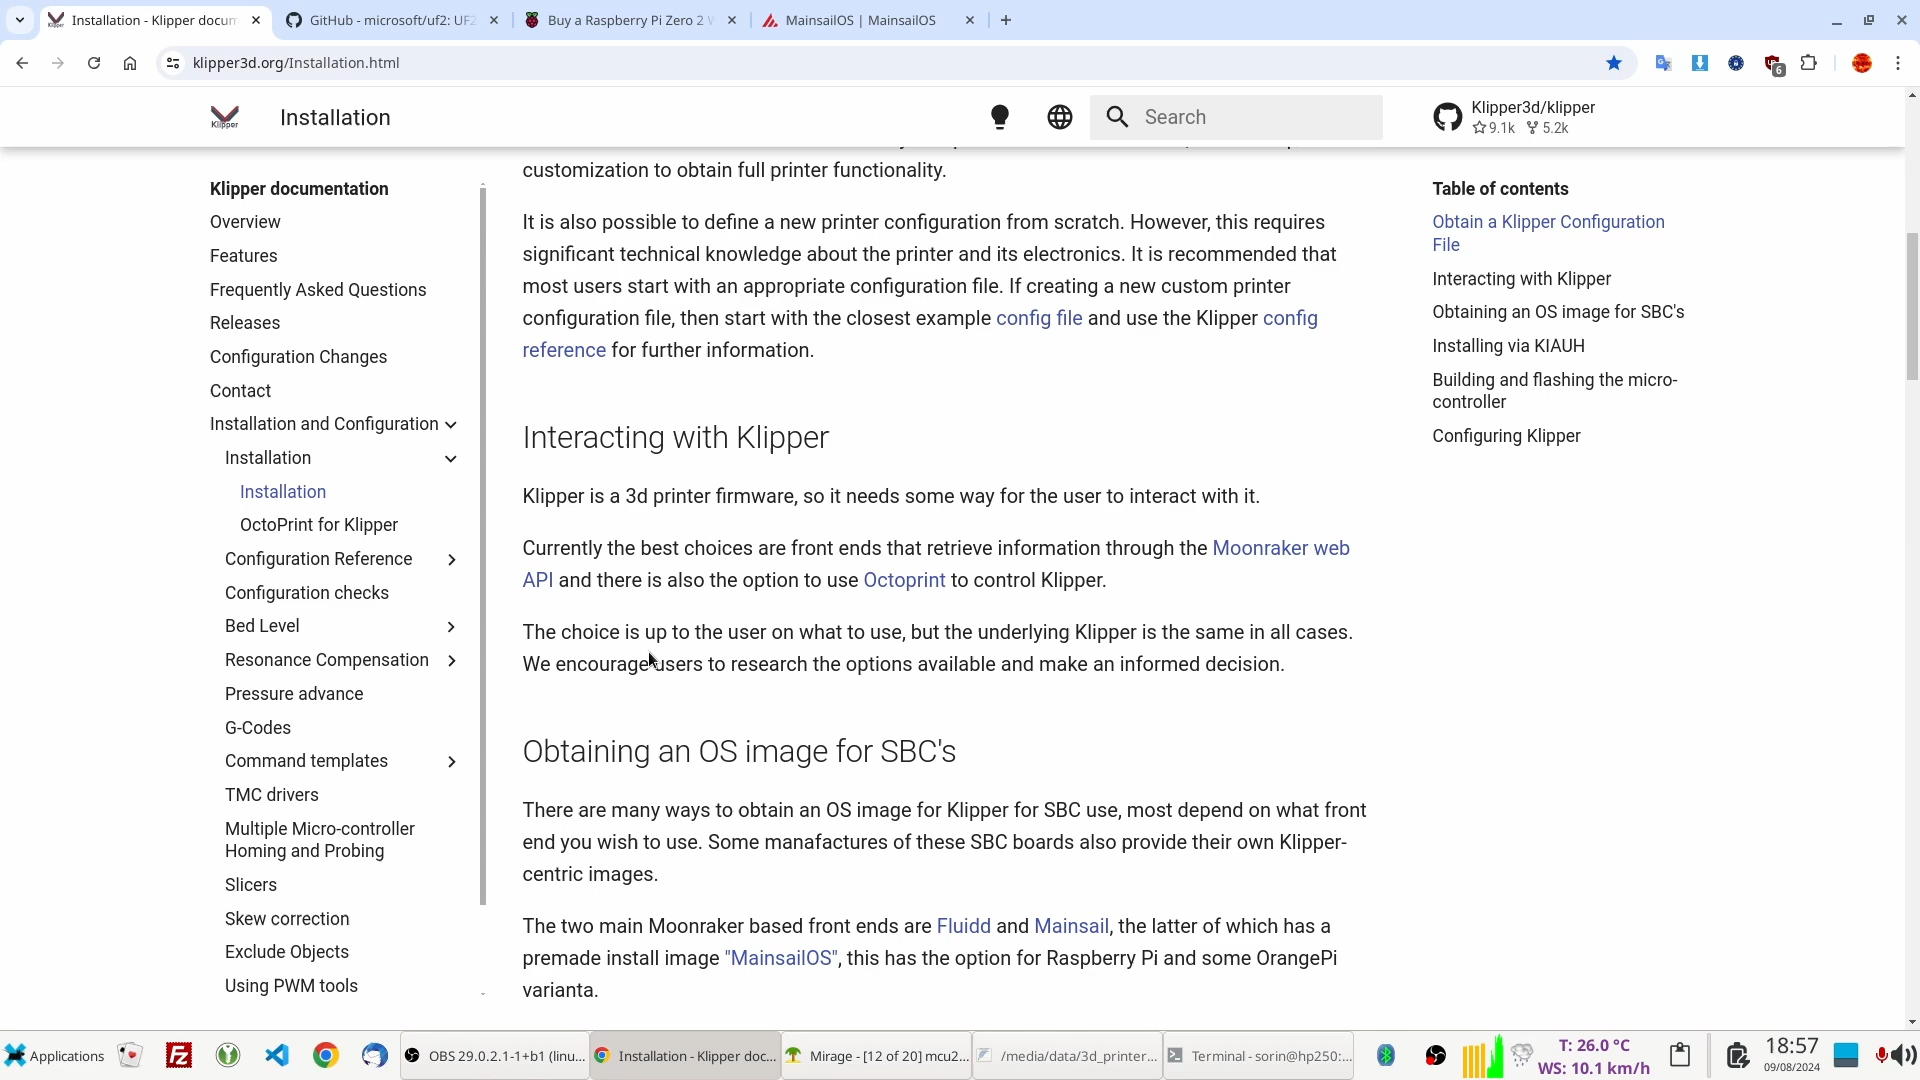 Installation - Klipper docum
GitHub - microsoft/uf2: UF2
Buy a Raspberry Pi Zero 2 W
MainsailOS | MainsailOS
klipper3d.org/Installation.html
6
Klipper
Installation
Search
Klipper3d/klipper
9.1k
5.2k
Klipper documentation
Overview
Features
Frequently Asked Questions
Releases
Configuration Changes
Contact
Installation and Configuration
Installation
Installation
OctoPrint for Klipper
Configuration Reference
Configuration checks
Bed Level
Resonance Compensation
Pressure advance
G-Codes
Command templates
TMC drivers
Multiple Micro-controller
Homing and Probing
Slicers
Skew correction
Exclude Objects
Using PWM tools
customization to obtain full printer functionality.
It is also possible to define a new printer configuration from scratch. However, this requires
significant technical knowledge about the printer and its electronics. It is recommended that
most users start with an appropriate configuration file. If creating a new custom printer
configuration file, then start with the closest example config file and use the Klipper config
reference for further information.
Interacting with Klipper
Klipper is a 3d printer firmware, so it needs some way for the user to interact with it.
Currently the best choices are front ends that retrieve information through the Moonraker web
API and there is also the option to use Octoprint to control Klipper.
The choice is up to the user on what to use, but the underlying Klipper is the same in all cases.
We encourage users to research the options available and make an informed decision.
Obtaining an OS image for SBC's
There are many ways to obtain an OS image for Klipper for SBC use, most depend on what front
end you wish to use. Some manafactures of these SBC boards also provide their own Klipper-
centric images.
The two main Moonraker based front ends are Fluidd and Mainsail, the latter of which has a
premade install image "MainsailOS", this has the option for Raspberry Pi and some OrangePi
varianta.
Table of contents
Obtain a Klipper Configuration
File
Interacting with Klipper
Obtaining an OS image for SBC's
Installing via KIAUH
Building and flashing the micro-
controller
Configuring Klipper
Applications
OBS 29.0.2.1-1+b1 (linu...
Installation - Klipper doc...
Mirage - [12 of 20] mcu2...
/media/data/3d_printer...
Terminal - sorin@hp250:...
T: 26.0 °C
WS: 10.1 km/h
18:57
09/08/2024